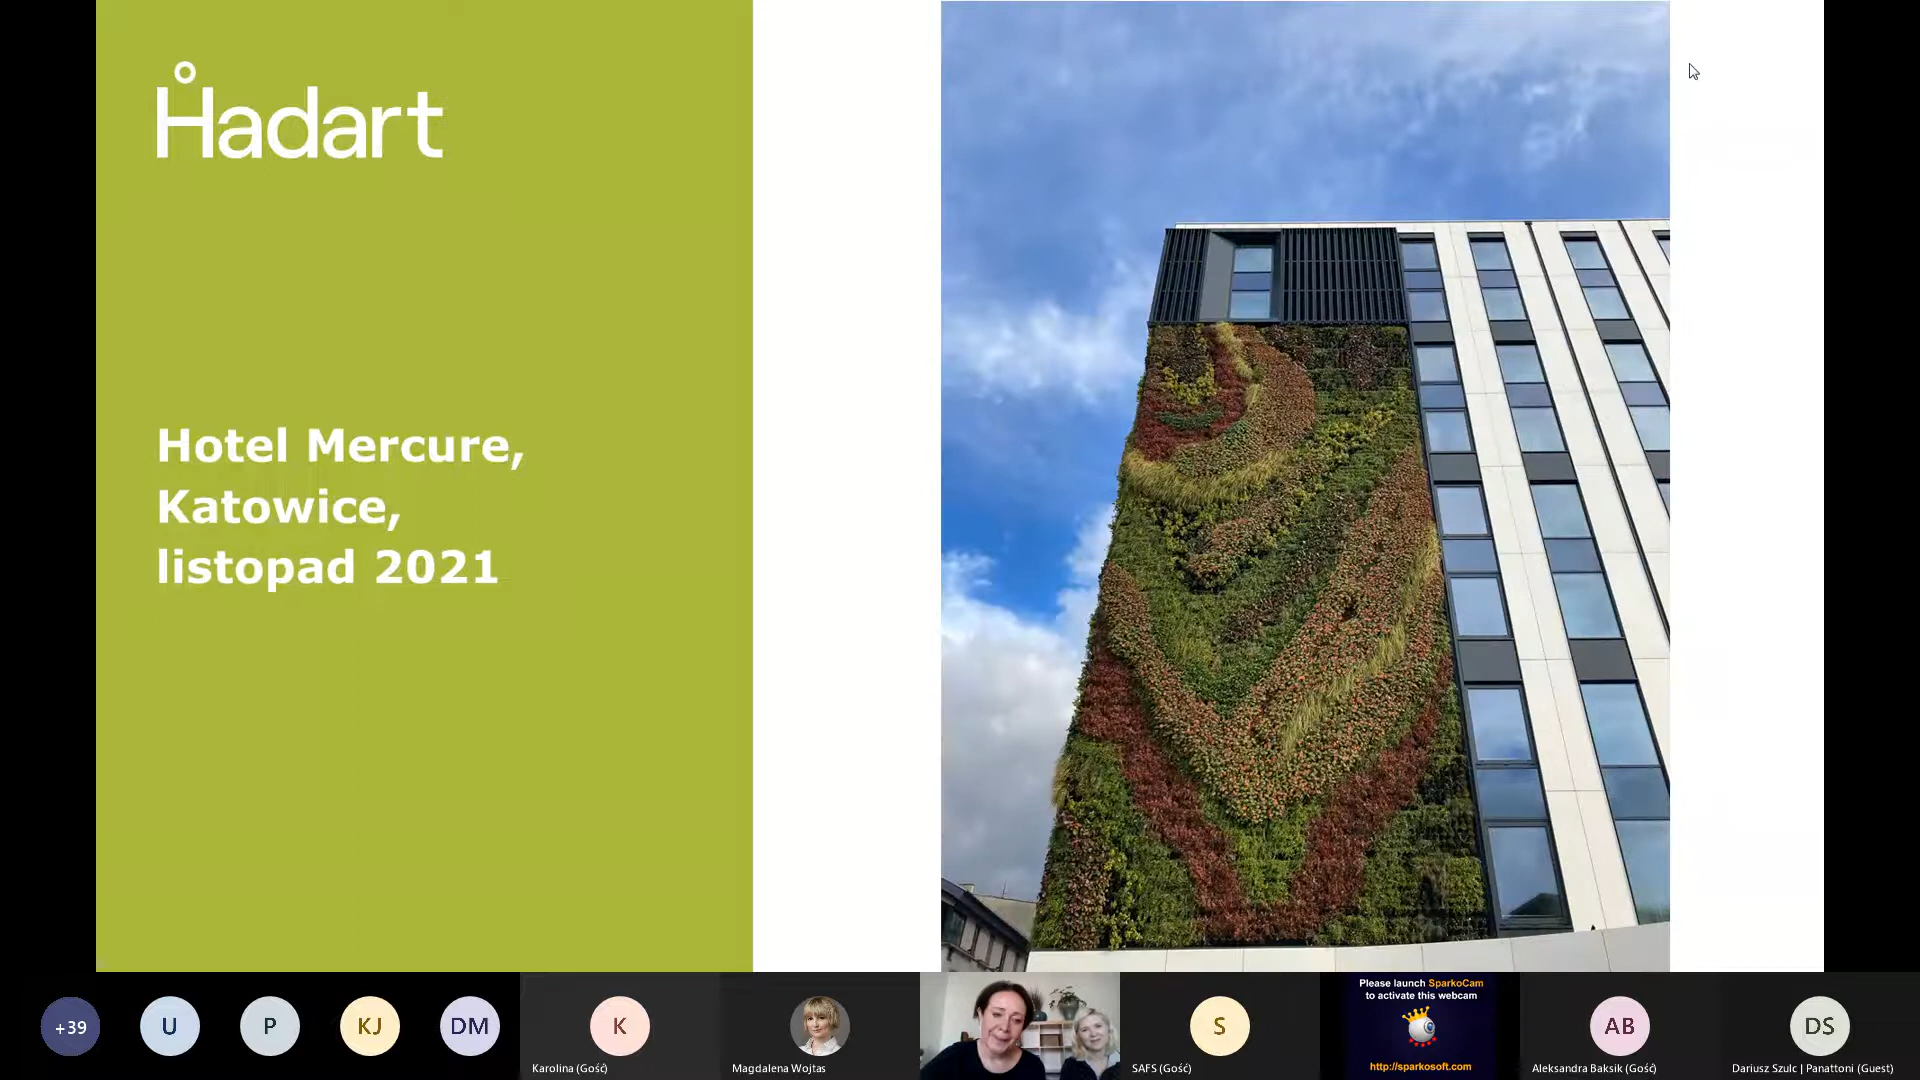 Hadart
Hotel Mercure,
Katowice,
listopad 2021
+39
U
P
KJ
DM
K
Karolina (Gość)
Magdalena Wojtas
S
SAFS (Gość)
Please launch SparkoCam
to activate this webcam
http://sparkosoft.com
AB
Aleksandra Baksik (Gość)
DS
Dariusz Szulc | Panattoni (Guest)